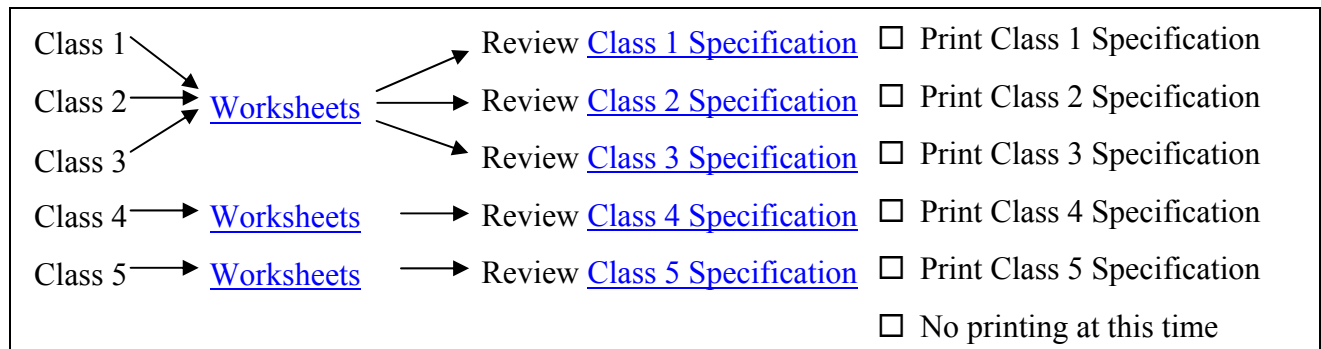 Class 1 Review Class 1 Specification ☐ Print Class 1 Specification
Class 2 Worksheets Review Class 2 Specification ☐ Print Class 2 Specification
Class 3 Review Class 3 Specification ☐ Print Class 3 Specification
Class 4 Worksheets Review Class 4 Specification ☐ Print Class 4 Specification
Class 5 Worksheets Review Class 5 Specification ☐ Print Class 5 Specification
☐ No printing at this time